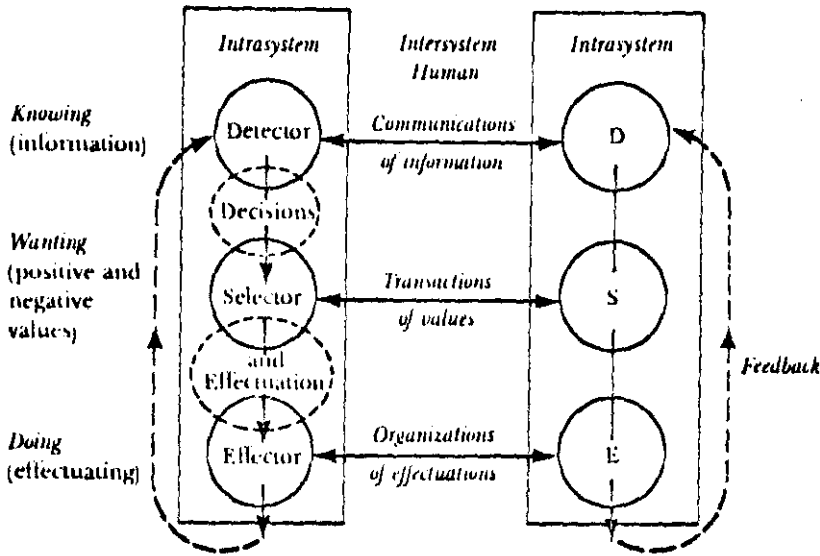 Intrasystem
Intersystem
Human
Intrasystem
Knowing
(information)
Detector
Communications
of information
D
Decisions
Wanting
(positive and
negative
values)
Selector
Transactions
of values
S
and
Effectuation
Feedback
Doing
(effectuating)
Effector
Organizations
of effectuations
E